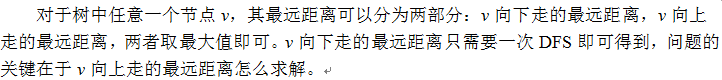 对于树中任意一个节点 v，其最远距离可以分为两部分：v 向下走的最远距离，v 向上
走的最远距离，两者取最大值即可。v 向下走的最远距离只需要一次 DFS 即可得到，问题的
关键在于 v 向上走的最远距离怎么求解。